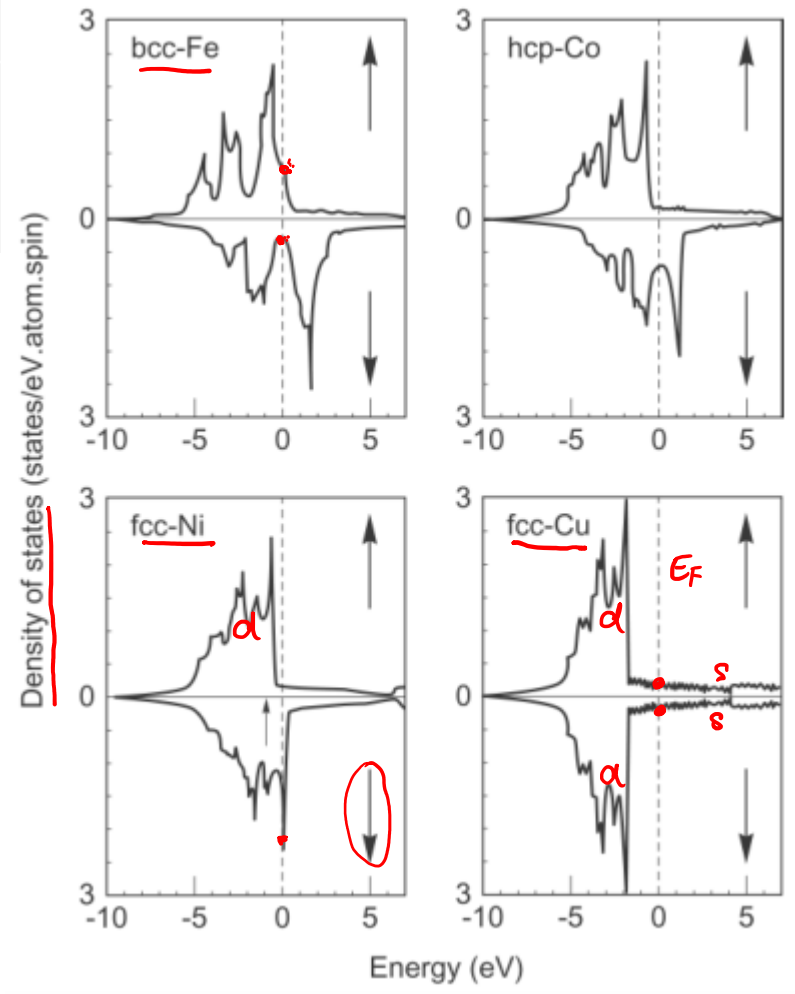 3
bcc-Fe
0
3
-10 -5 0 5
hcp-Co
3
0
3
-10 -5 0 5
Density of states (states/eV.atom.spin)
3
fcc-Ni
d
0
3
-10 -5 0 5
3
fcc-Cu
E_F
d
s
0
s
d
3
-10 -5 0 5
Energy (eV)